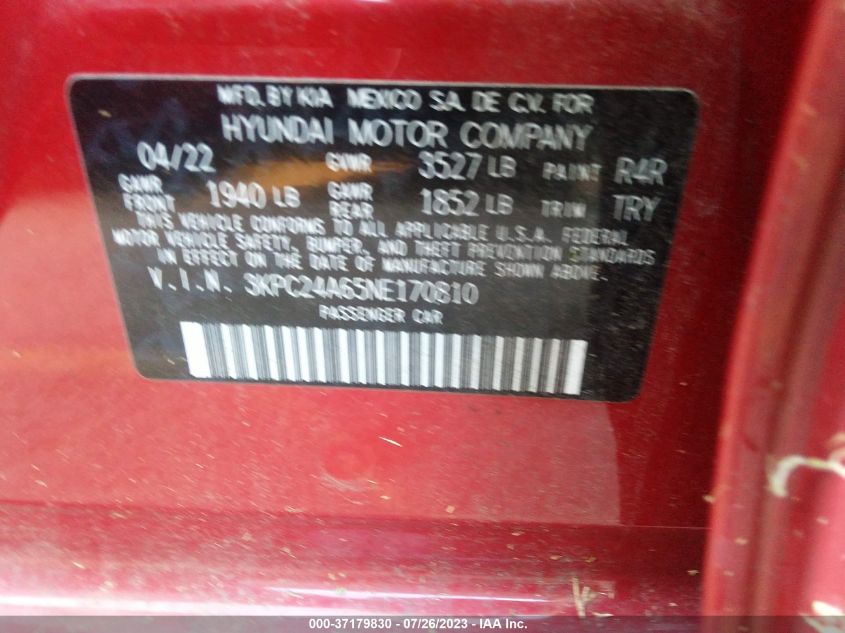 MFD. BY KIA MEXICO S.A. DE C.V. FOR
HYUNDAI MOTOR COMPANY
04/22 GVWR 3527 LB PAINT R4R
GAWR FRONT 1940 LB GAWR REAR 1852 LB TRIM TRY
THIS VEHICLE CONFORMS TO ALL APPLICABLE U.S.A. FEDERAL
MOTOR VEHICLE SAFETY, BUMPER, AND THEFT PREVENTION STANDARDS
IN EFFECT ON THE DATE OF MANUFACTURE SHOWN ABOVE.
V.I.N. 3KPC24A65NE170810
PASSENGER CAR
000-37179830 - 07/26/2023 - IAA Inc.